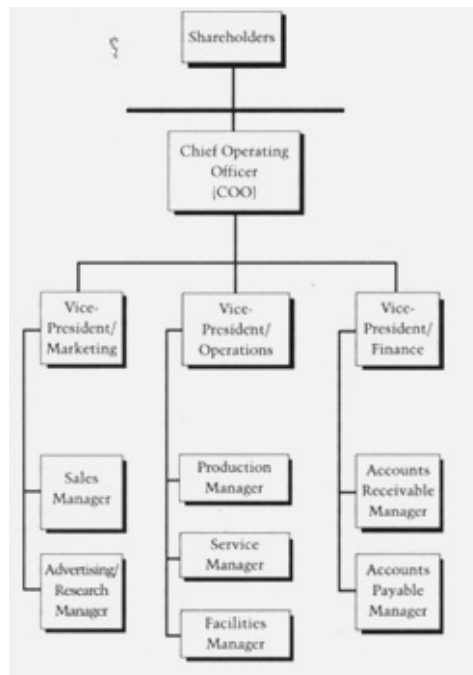 Shareholders
Chief Operating
Officer
[COO]
Vice-
President/
Marketing
Vice-
President/
Operations
Vice-
President/
Finance
Sales
Manager
Advertising/
Research
Manager
Production
Manager
Service
Manager
Facilities
Manager
Accounts
Receivable
Manager
Accounts
Payable
Manager